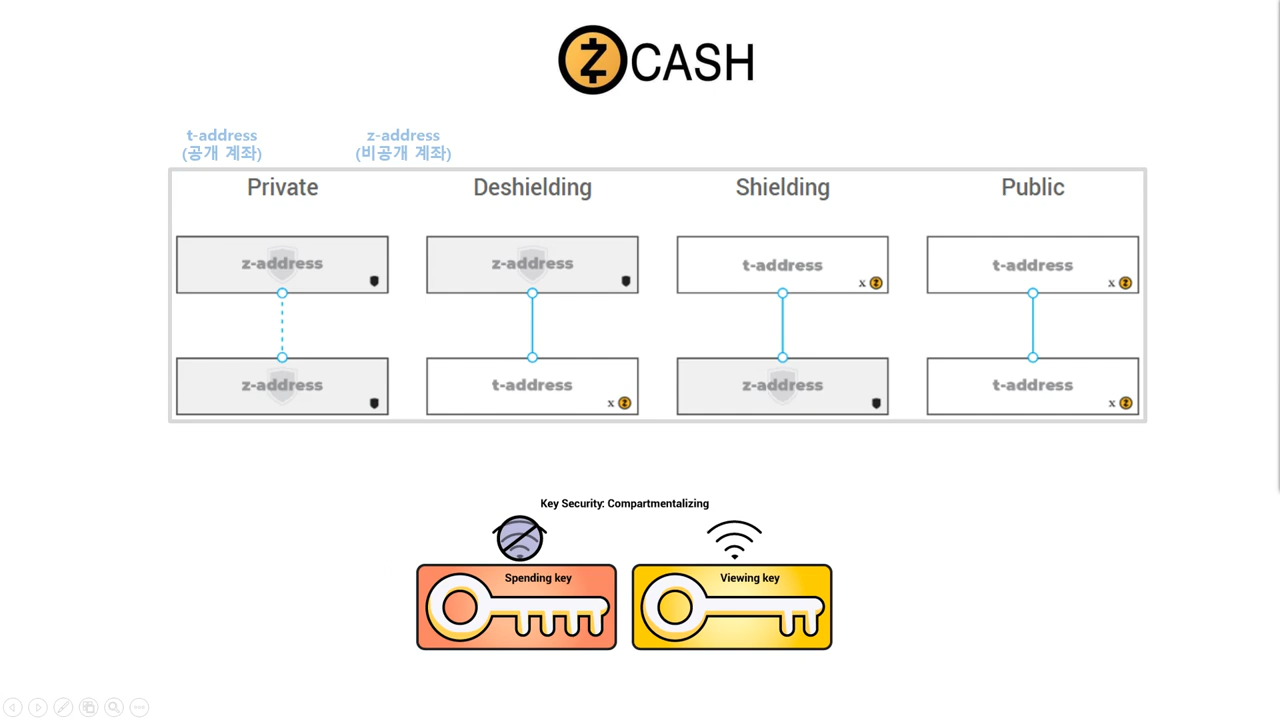 ZCASH
t-address
(공개 계좌)
z-address
(비공개 계좌)
Private
Deshielding
Shielding
Public
z-address
z-address
t-address
x
t-address
x
z-address
t-address
x
z-address
t-address
x
Key Security: Compartmentalizing
Spending key
Viewing key